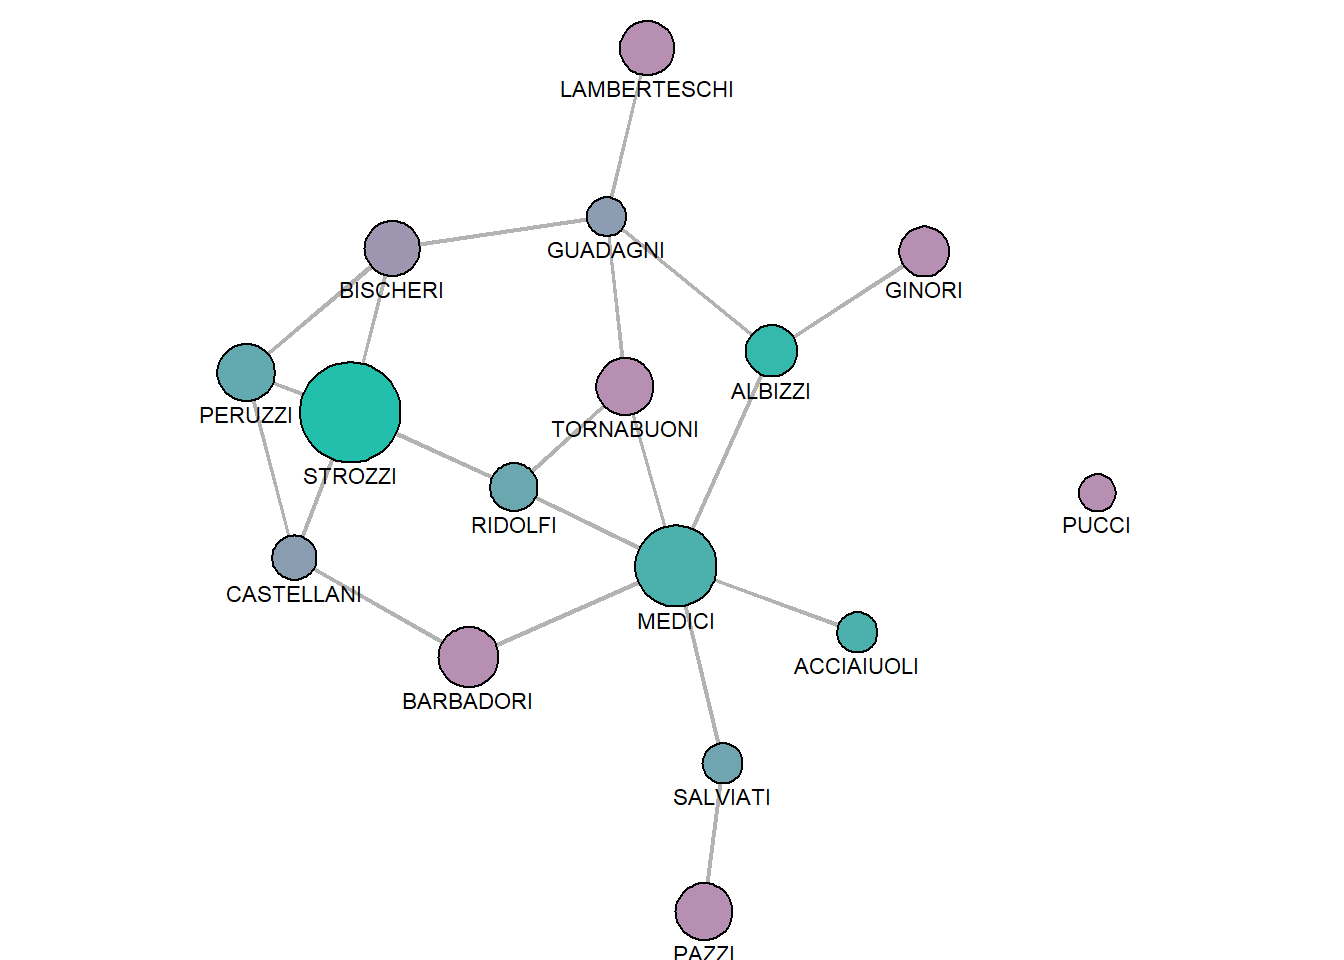 LAMBERTESCHI
GUADAGNI
BISCHERI
GINORI
ALBIZZI
PERUZZI
TORNABUONI
STROZZI
RIDOLFI
PUCCI
CASTELLANI
MEDICI
ACCIAIUOLI
BARBADORI
SALVIATI
PAZZI